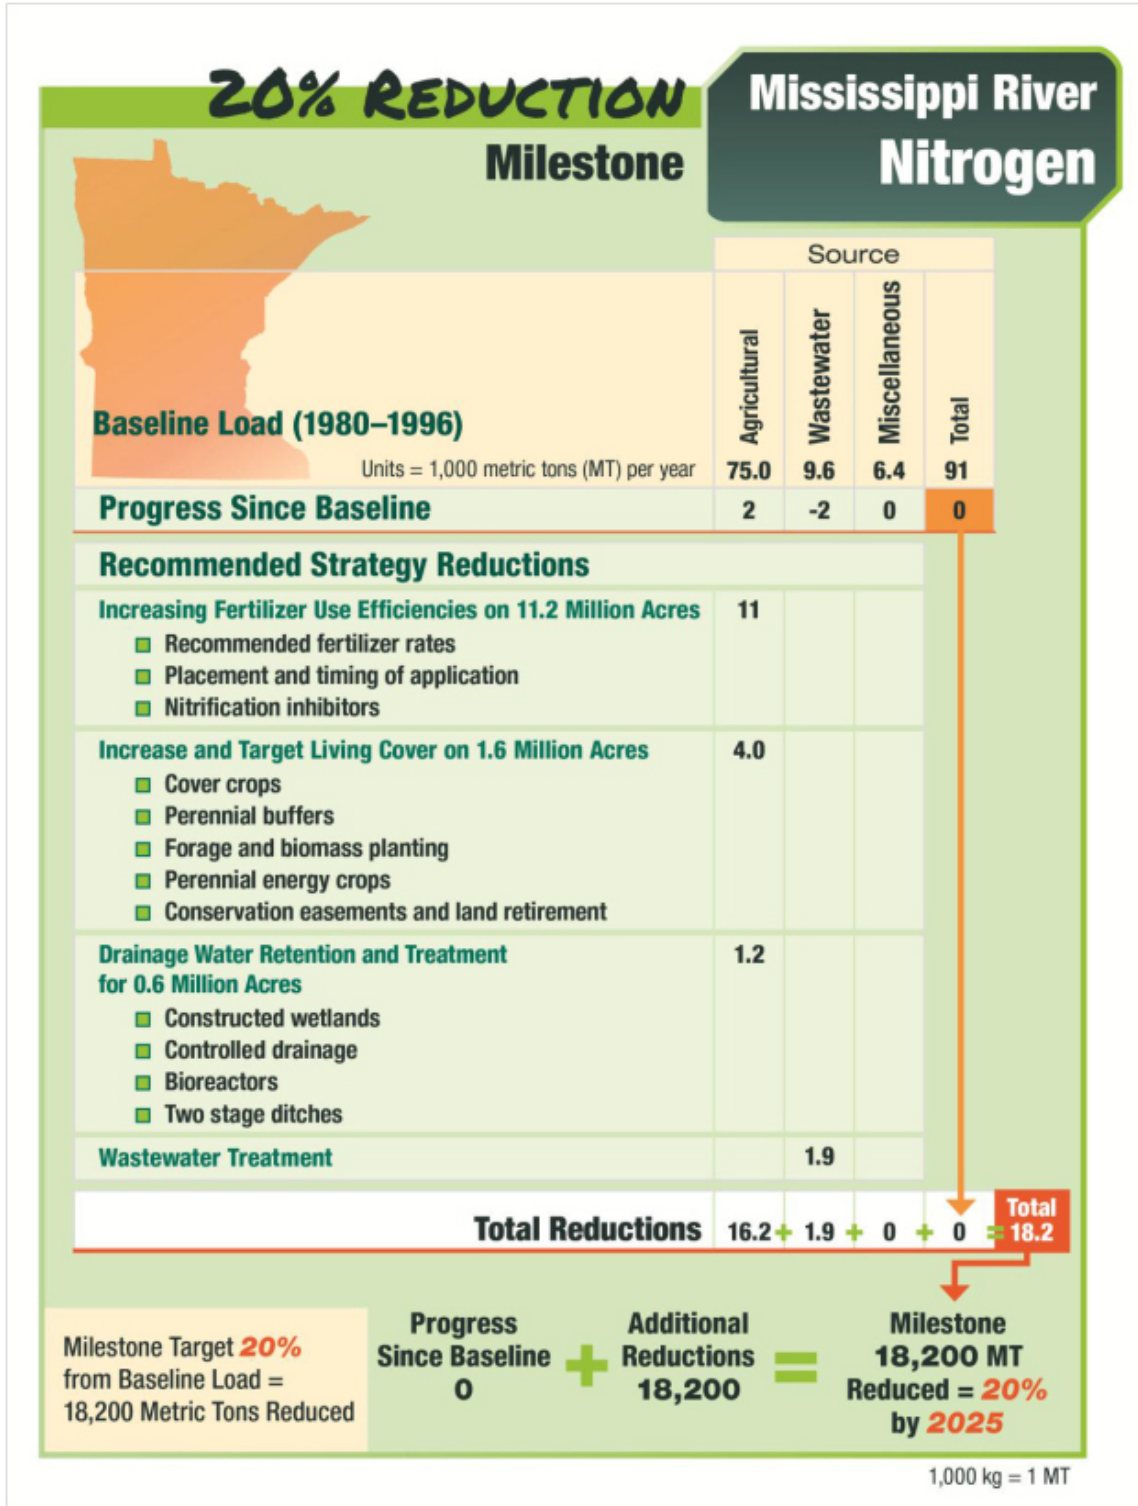 20% REDUCTION
Milestone
Mississippi River
Nitrogen
Source
Agricultural
Wastewater
Miscellaneous
Total
Baseline Load (1980–1996)
Units = 1,000 metric tons (MT) per year 75.0 9.6 6.4 91
Progress Since Baseline 2 -2 0 0
Recommended Strategy Reductions
Increasing Fertilizer Use Efficiencies on 11.2 Million Acres 11
Recommended fertilizer rates
Placement and timing of application
Nitrification inhibitors
Increase and Target Living Cover on 1.6 Million Acres 4.0
Cover crops
Perennial buffers
Forage and biomass planting
Perennial energy crops
Conservation easements and land retirement
Drainage Water Retention and Treatment 1.2
for 0.6 Million Acres
Constructed wetlands
Controlled drainage
Bioreactors
Two stage ditches
Wastewater Treatment 1.9
Total
Total Reductions 16.2 + 1.9 + 0 + 0 = 18.2
Milestone Target 20%
from Baseline Load =
18,200 Metric Tons Reduced
Progress
Since Baseline
0
+
Additional
Reductions
18,200
=
Milestone
18,200 MT
Reduced = 20%
by 2025
1,000 kg = 1 MT